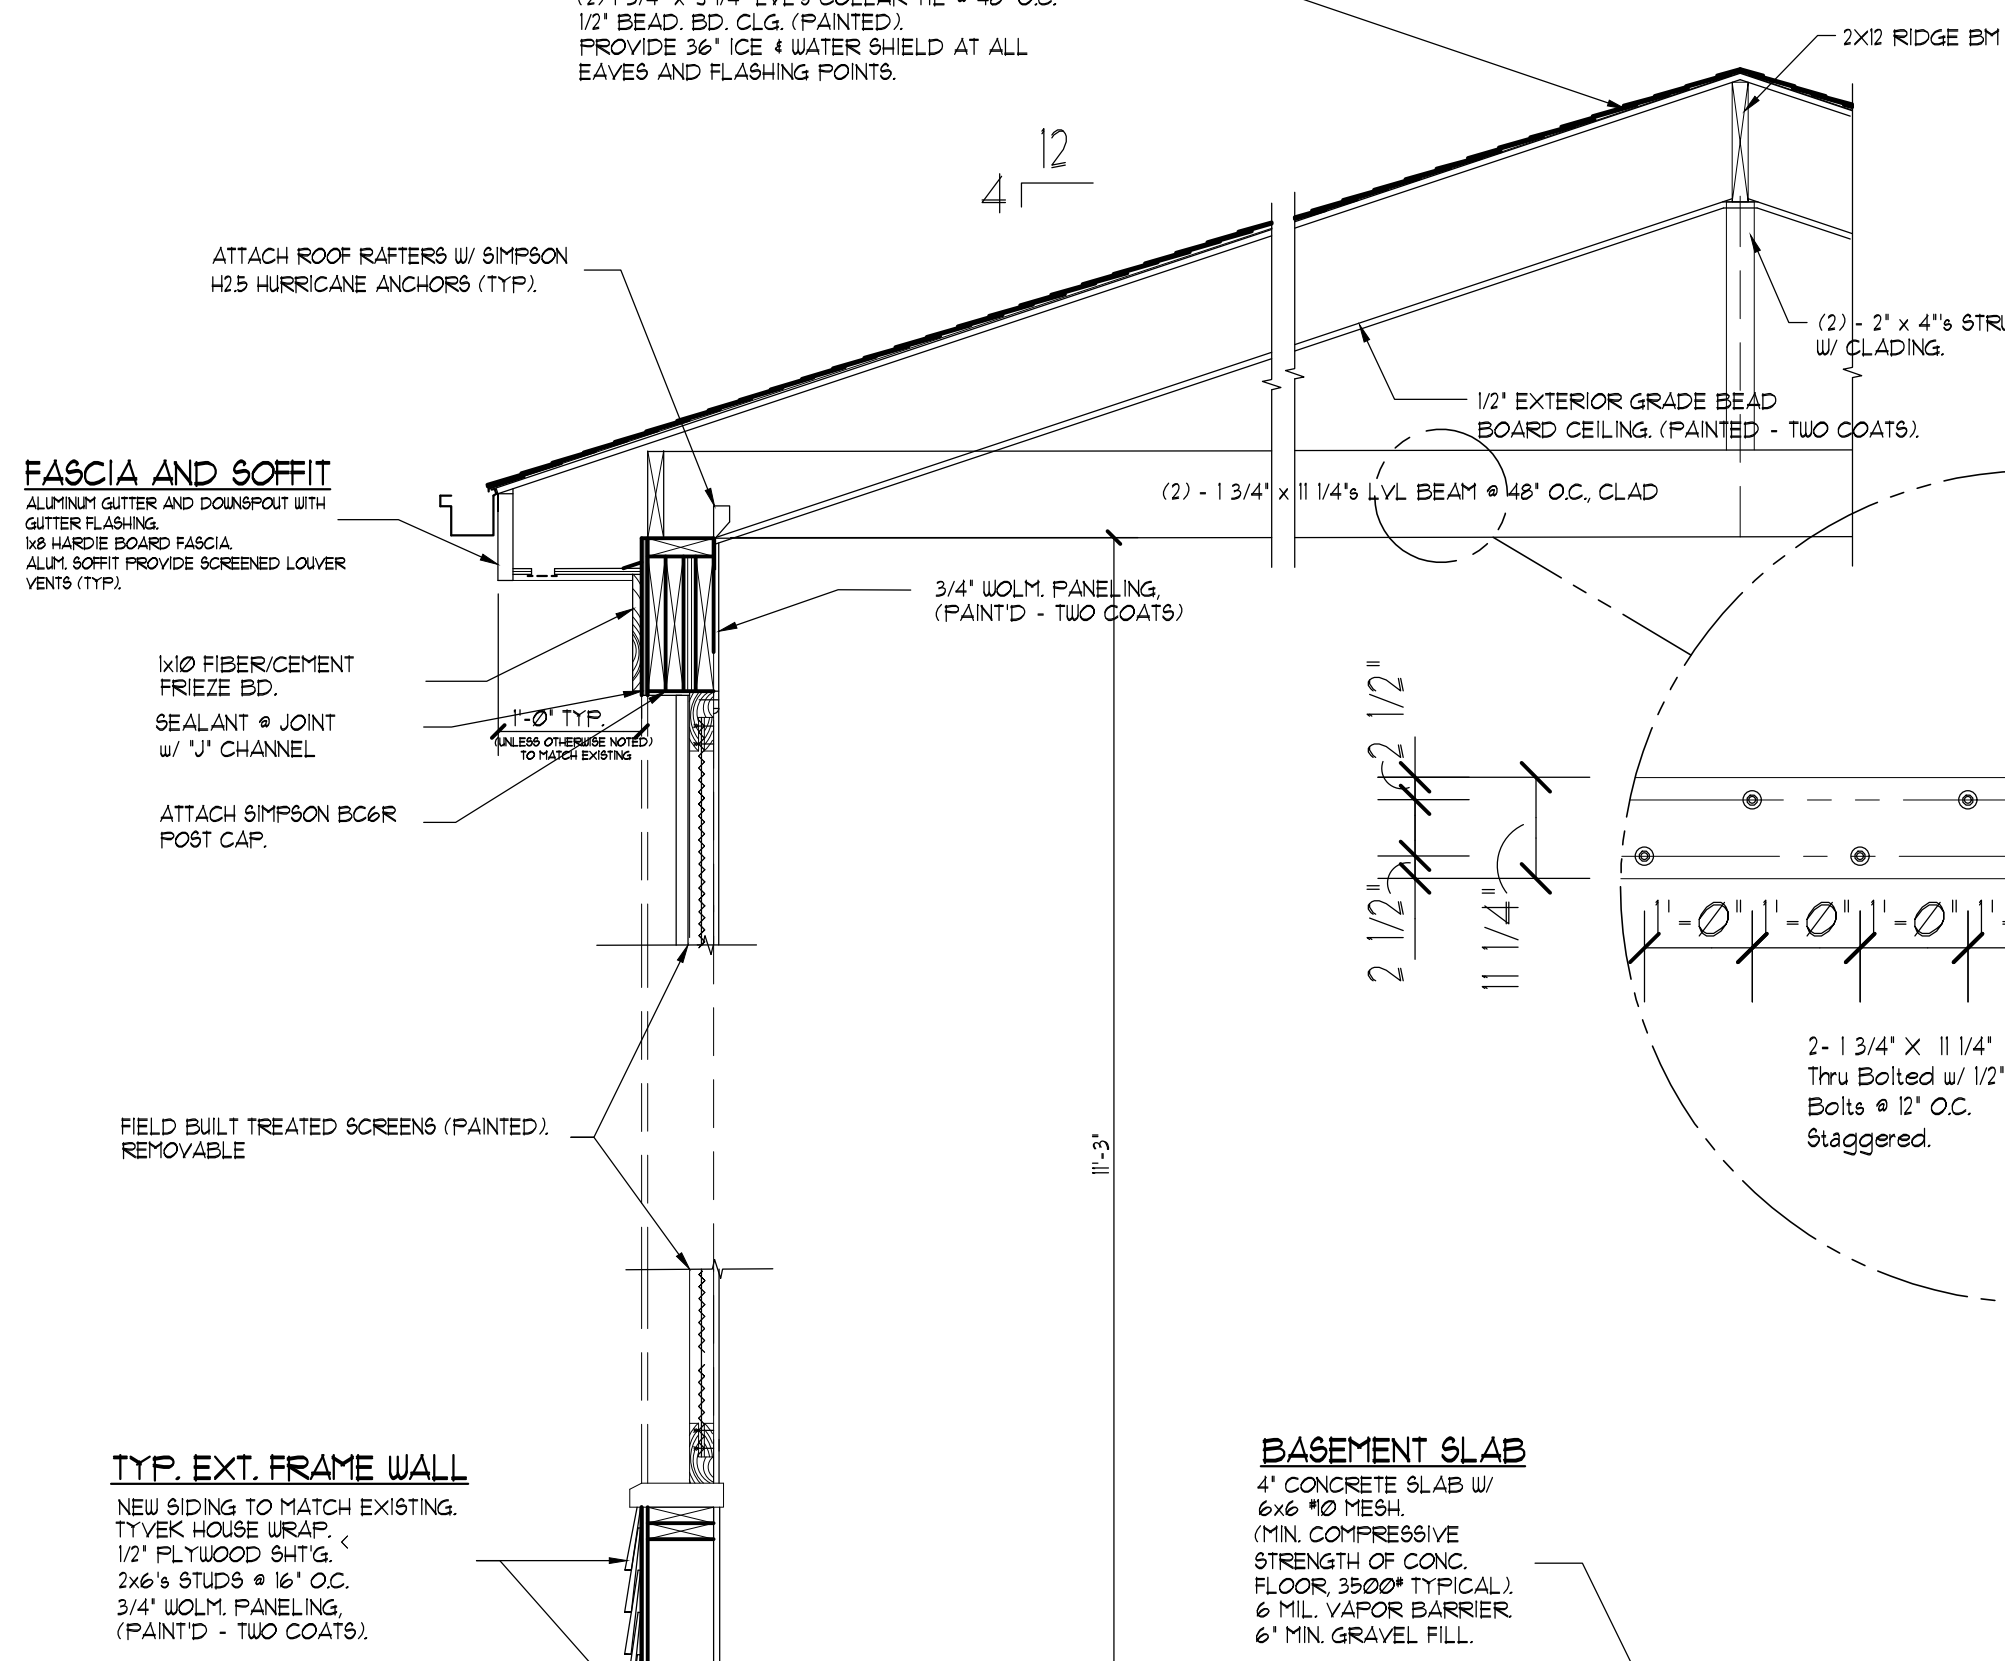 1/2" BEAD. BD. CLG. (PAINTED).
PROVIDE 36" ICE & WATER SHIELD AT ALL
EAVES AND FLASHING POINTS.
2X12 RIDGE BM
12
4
ATTACH ROOF RAFTERS W/ SIMPSON
H2.5 HURRICANE ANCHORS (TYP).
(2) - 2" x 4"'s
W/ CLADING.
1/2" EXTERIOR GRADE BEAD
BOARD CEILING. (PAINTED - TWO COATS).
FASCIA AND SOFFIT
ALUMINUM GUTTER AND DOWNSPOUT WITH
GUTTER FLASHING.
1x8 HARDIE BOARD FASCIA.
ALUM. SOFFIT PROVIDE SCREENED LOUVER
VENTS (TYP).
(2) - 1 3/4" x 11 1/4"s LVL BEAM @ 48" O.C., CLAD
3/4" WOLM. PANELING,
(PAINT'D - TWO COATS)
1x10 FIBER/CEMENT
FRIEZE BD.
SEALANT @ JOINT
w/ "J" CHANNEL
1'-0" TYP.
(UNLESS OTHERWISE NOTED)
TO MATCH EXISTING
ATTACH SIMPSON BC6R
POST CAP.
2 1/2"
2 1/2"
11 1/4"
1'-0" 1'-0" 1'-0" 1'-
2- 1 3/4" X 11 1/4"
Thru Bolted w/ 1/2"
Bolts @ 12" O.C.
Staggered.
FIELD BUILT TREATED SCREENS (PAINTED).
REMOVABLE
11'-3"
TYP. EXT. FRAME WALL
NEW SIDING TO MATCH EXISTING.
TYVEK HOUSE WRAP.
1/2" PLYWOOD SHT'G.
2x6's STUDS @ 16" O.C.
3/4" WOLM. PANELING,
(PAINT'D - TWO COATS).
BASEMENT SLAB
4" CONCRETE SLAB W/
6x6 #10 MESH.
(MIN. COMPRESSIVE
STRENGTH OF CONC.
FLOOR, 3500# TYPICAL).
6 MIL. VAPOR BARRIER.
6" MIN. GRAVEL FILL.